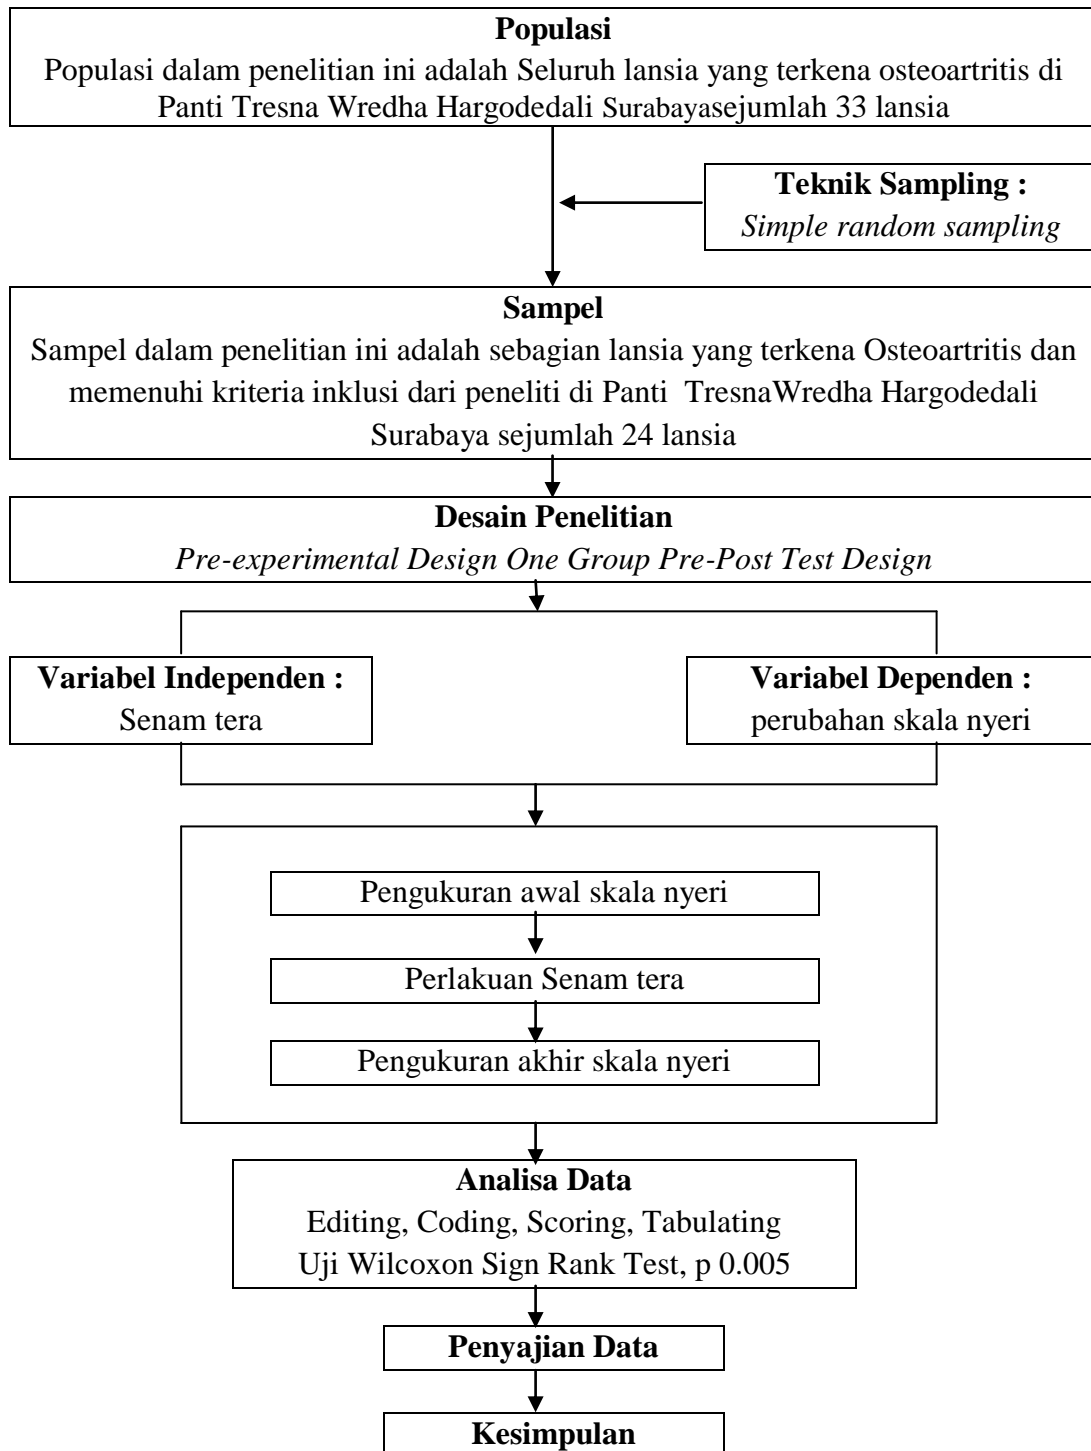 Populasi
Populasi dalam penelitian ini adalah Seluruh lansia yang terkena osteoartritis di
Panti Tresna Wredha Hargodedali Surabayasejumlah 33 lansia
Teknik Sampling :
Simple random sampling
Sampel
Sampel dalam penelitian ini adalah sebagian lansia yang terkena Osteoartritis dan
memenuhi kriteria inklusi dari peneliti di Panti TresnaWredha Hargodedali
Surabaya sejumlah 24 lansia
Desain Penelitian
Pre-experimental Design One Group Pre-Post Test Design
Variabel Independen :
Senam tera
Variabel Dependen :
perubahan skala nyeri
Pengukuran awal skala nyeri
Perlakuan Senam tera
Pengukuran akhir skala nyeri
Analisa Data
Editing, Coding, Scoring, Tabulating
Uji Wilcoxon Sign Rank Test, p 0.005
Penyajian Data
Kesimpulan